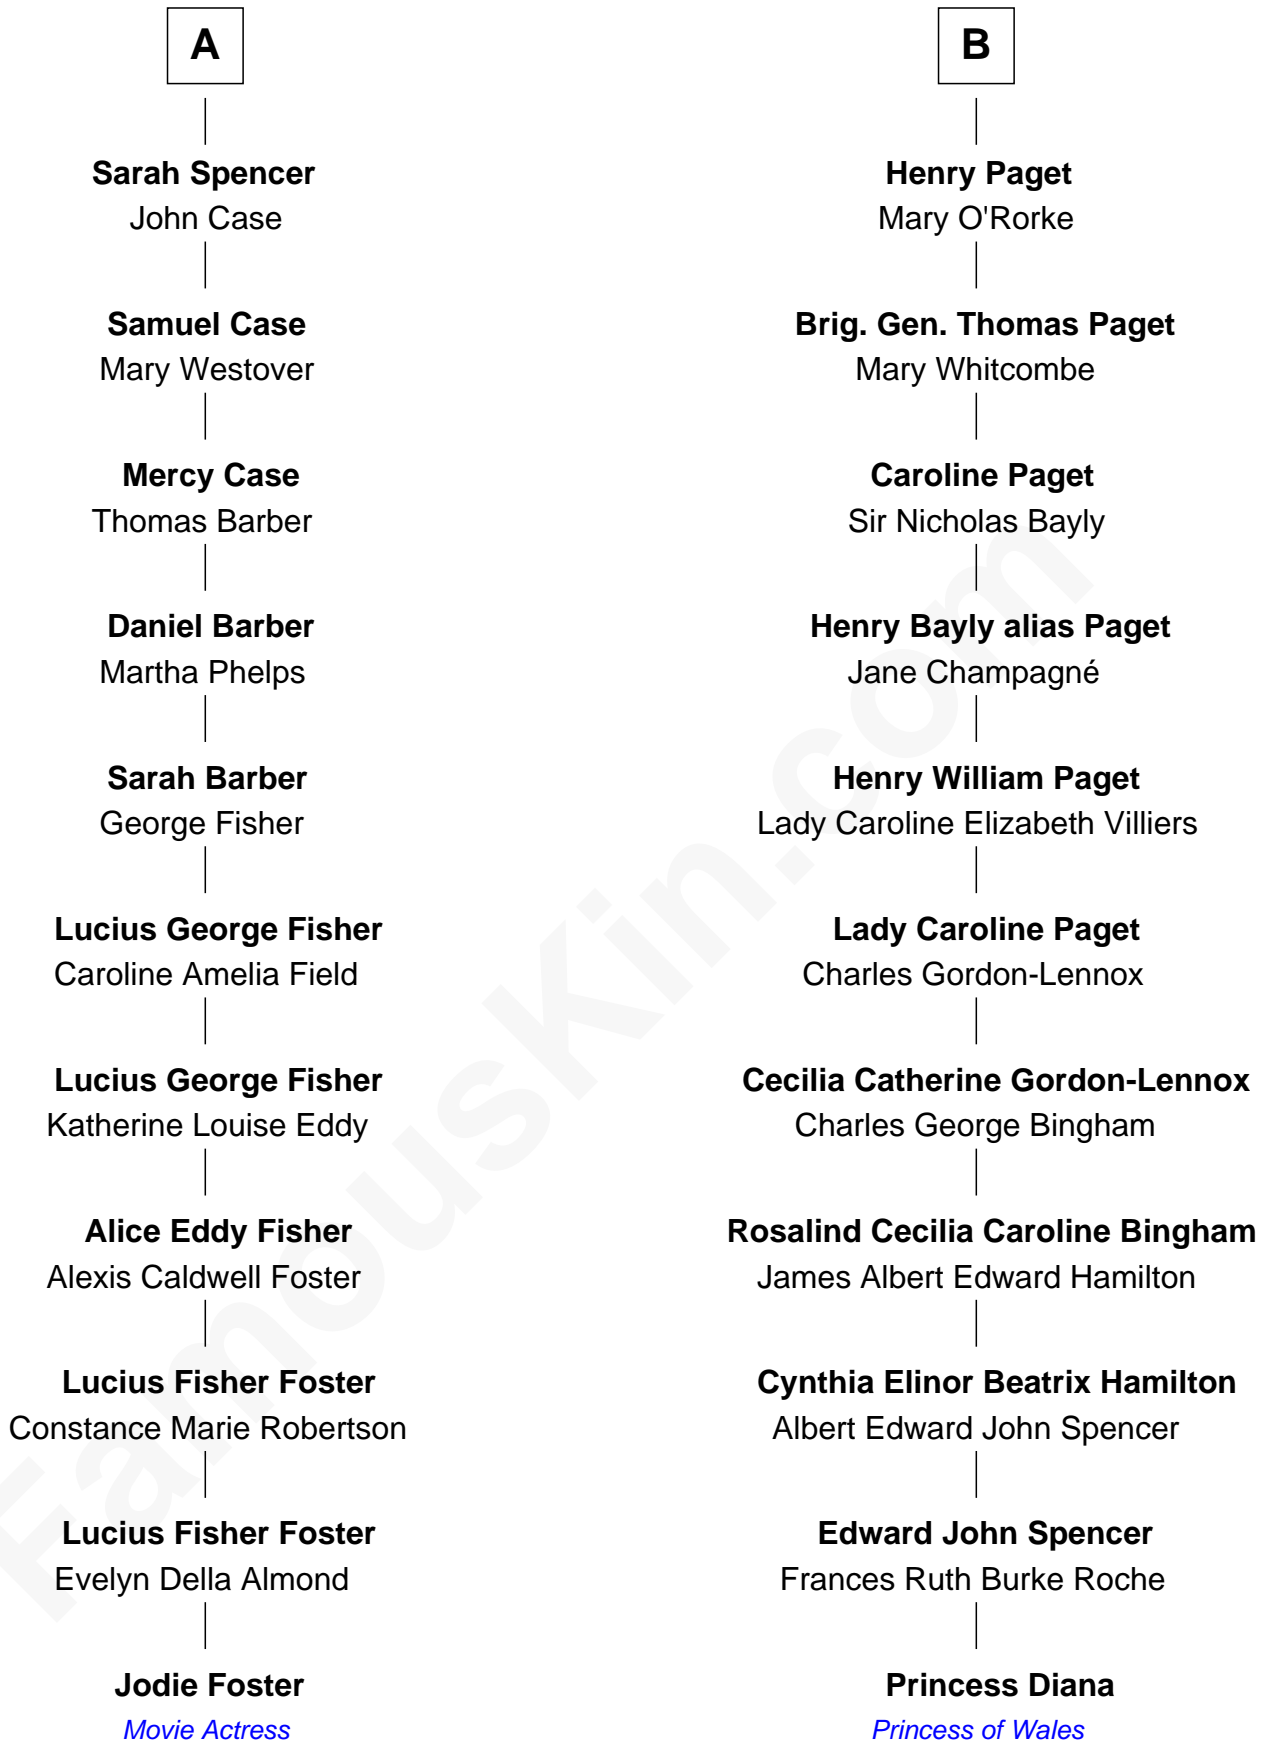 A
Sarah Spencer
John Case
Samuel Case
Mary Westover
Mercy Case
Thomas Barber
Daniel Barber
Martha Phelps
Sarah Barber
George Fisher
Lucius George Fisher
Caroline Amelia Field
Lucius George Fisher
Katherine Louise Eddy
Alice Eddy Fisher
Alexis Caldwell Foster
Lucius Fisher Foster
Constance Marie Robertson
Lucius Fisher Foster
Evelyn Della Almond
Jodie Foster
Movie Actress
B
Henry Paget
Mary O'Rorke
Brig. Gen. Thomas Paget
Mary Whitcombe
Caroline Paget
Sir Nicholas Bayly
Henry Bayly alias Paget
Jane Champagné
Henry William Paget
Lady Caroline Elizabeth Villiers
Lady Caroline Paget
Charles Gordon-Lennox
Cecilia Catherine Gordon-Lennox
Charles George Bingham
Rosalind Cecilia Caroline Bingham
James Albert Edward Hamilton
Cynthia Elinor Beatrix Hamilton
Albert Edward John Spencer
Edward John Spencer
Frances Ruth Burke Roche
Princess Diana
Princess of Wales
FamousKin.com